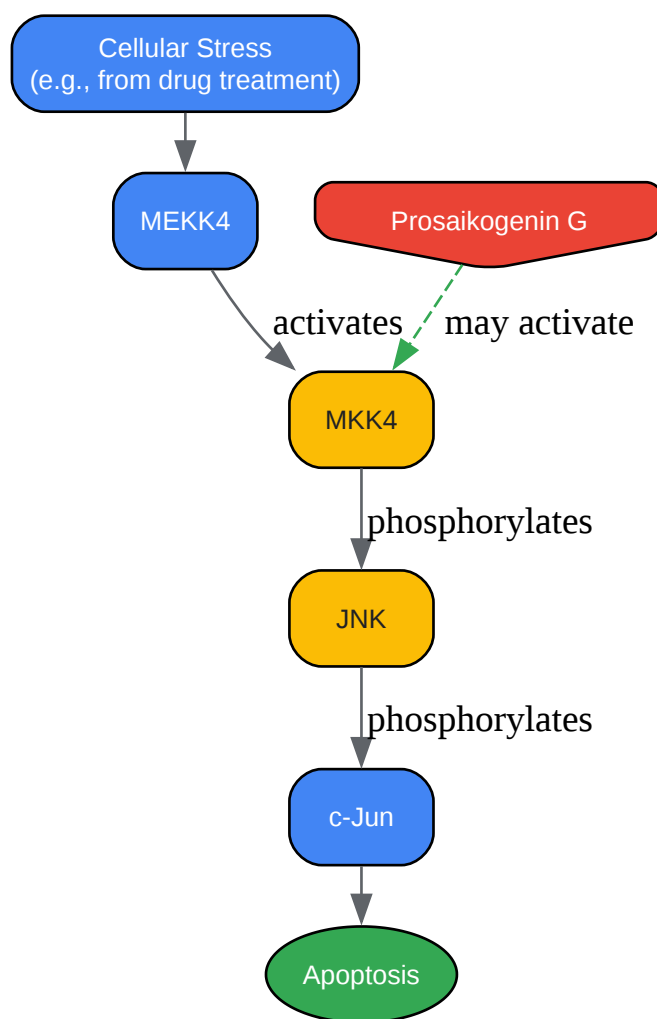 Cellular Stress
(e.g., from drug treatment)
MEKK4
Prosaikogenin G
activates
may activate
MKK4
phosphorylates
JNK
phosphorylates
c-Jun
Apoptosis